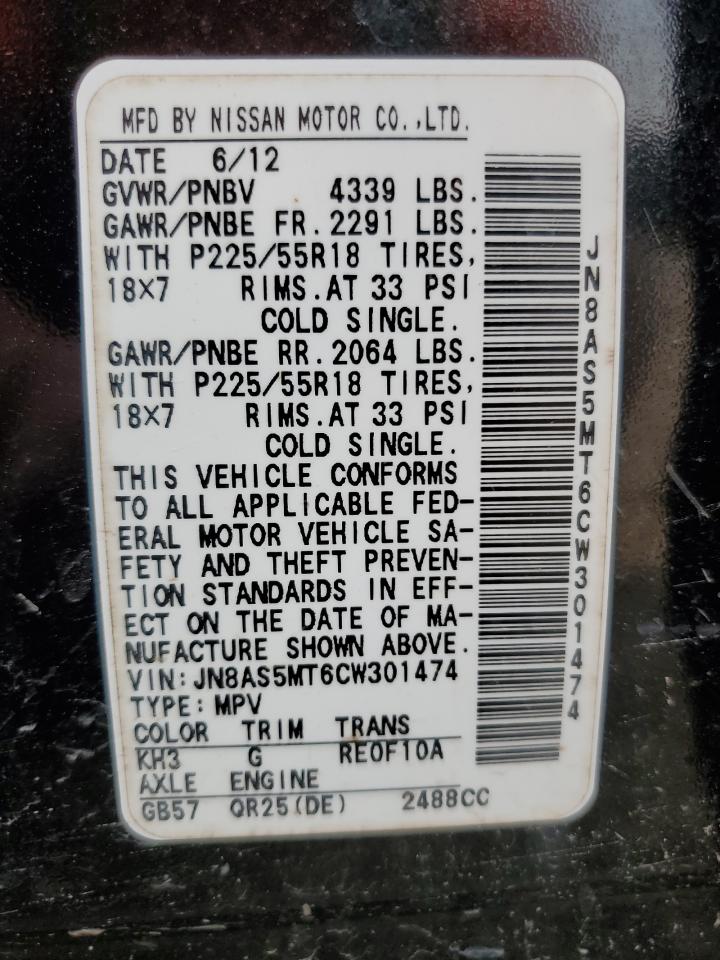 MFD BY NISSAN MOTOR CO.,LTD.
DATE 6/12
GVWR/PNBV 4339 LBS.
GAWR/PNBE FR.2291 LBS.
WITH P225/55R18 TIRES,
18X7 RIMS.AT 33 PSI
COLD SINGLE.
GAWR/PNBE RR.2064 LBS.
WITH P225/55R18 TIRES,
18X7 RIMS.AT 33 PSI
COLD SINGLE.
THIS VEHICLE CONFORMS
TO ALL APPLICABLE FED-
ERAL MOTOR VEHICLE SA-
FETY AND THEFT PREVEN-
TION STANDARDS IN EFF-
ECT ON THE DATE OF MA-
NUFACTURE SHOWN ABOVE.
VIN:JN8AS5MT6CW301474
TYPE:MPV
COLOR TRIM TRANS
KH3 G RE0F10A
AXLE ENGINE
GB57 QR25(DE) 2488CC
JN8AS5MT6CW301474